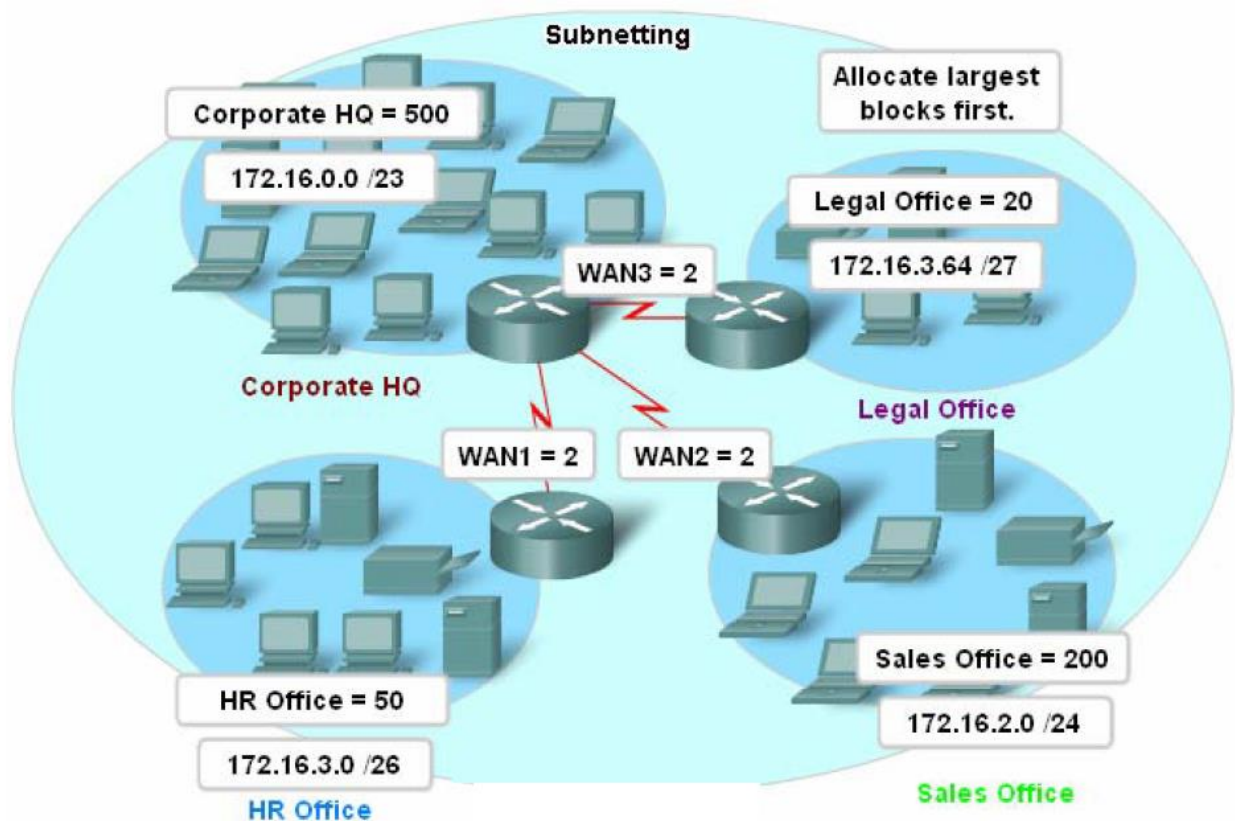 Subnetting
Allocate largest
blocks first.
Corporate HQ = 500
172.16.0.0 /23
Legal Office = 20
172.16.3.64 /27
WAN3 = 2
Corporate HQ
Legal Office
WAN1 = 2
WAN2 = 2
HR Office = 50
172.16.3.0 /26
HR Office
Sales Office = 200
172.16.2.0 /24
Sales Office